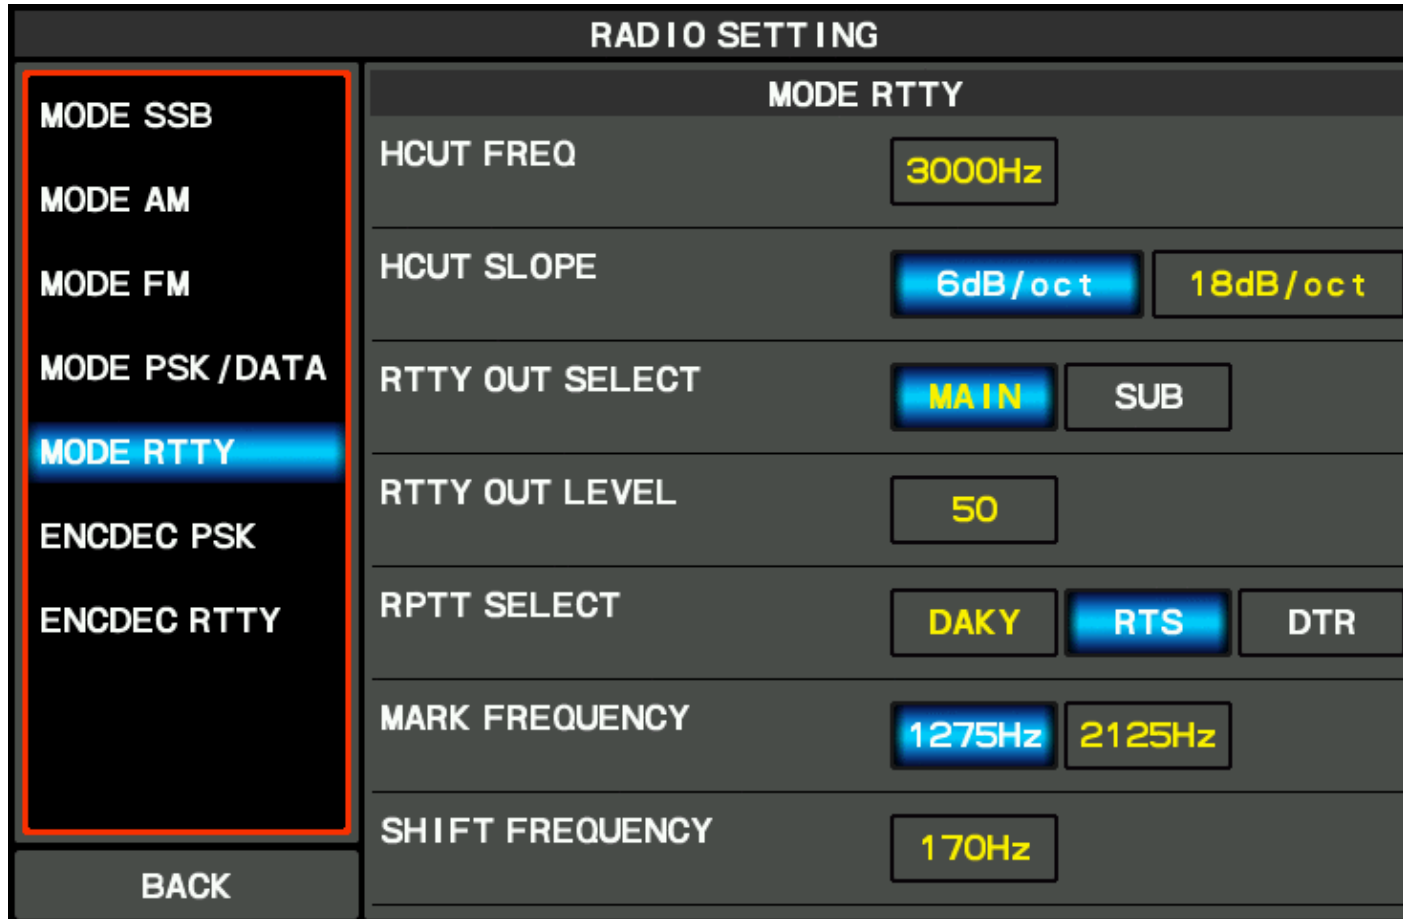 RADIO SETTING
MODE SSB
MODE AM
MODE FM
MODE PSK/DATA
MODE RTTY
ENCDEC PSK
ENCDEC RTTY
BACK
MODE RTTY
HCUT FREQ 3000Hz
HCUT SLOPE 6dB/oct 18dB/oct
RTTY OUT SELECT MAIN SUB
RTTY OUT LEVEL 50
RPTT SELECT DAKY RTS DTR
MARK FREQUENCY 1275Hz 2125Hz
SHIFT FREQUENCY 170Hz